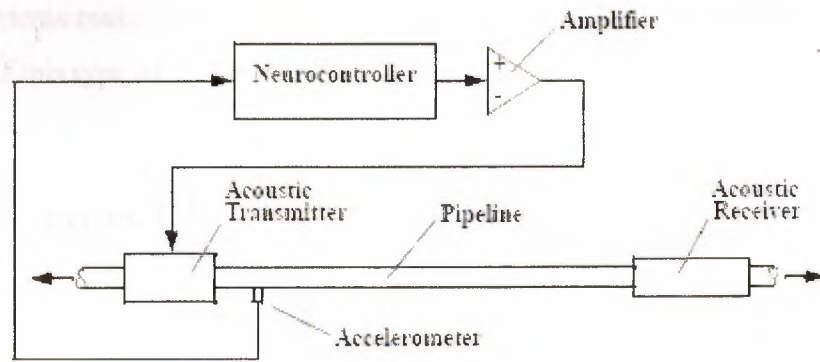 Amplifier
Neurocontroller
+
-
Acoustic
Transmitter
Pipeline
Acoustic
Receiver
Accelerometer